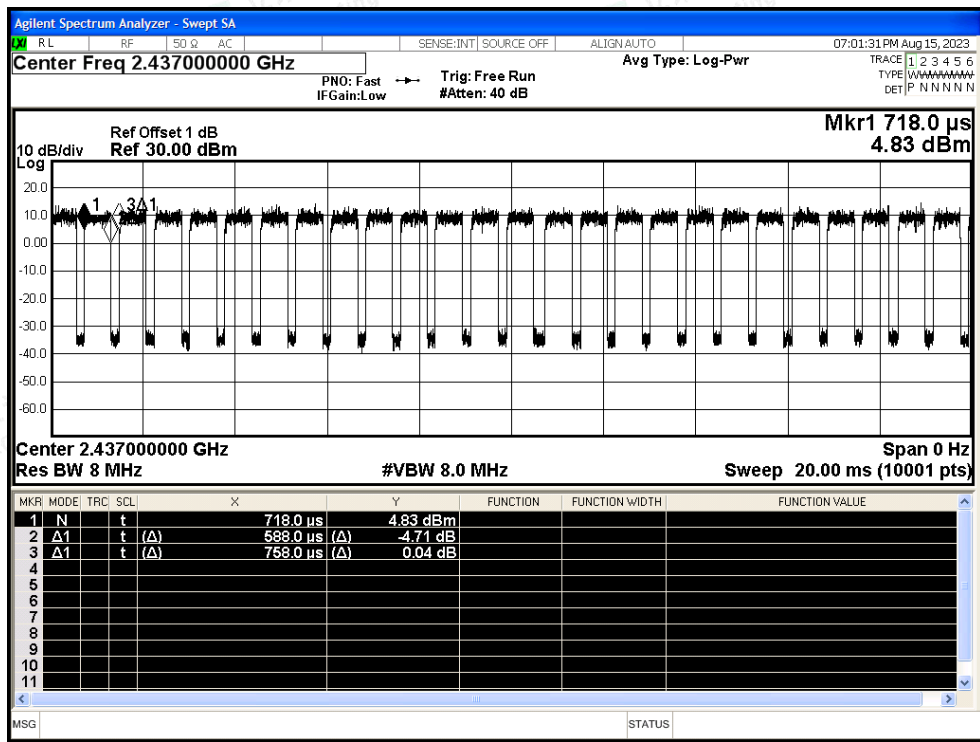 Agilent Spectrum Analyzer - Swept SA
LXI RL RF 50 Ω AC SENSE:INT SOURCE OFF ALIGN AUTO 07:01:31 PM Aug 15, 2023
Center Freq 2.437000000 GHz Avg Type: Log-Pwr TRACE 1 2 3 4 5 6
PNO: Fast Trig: Free Run TYPE W
IFGain:Low #Atten: 40 dB DET P N N N N N
Mkr1 718.0 µs
Ref Offset 1 dB
10 dB/div Ref 30.00 dBm 4.83 dBm
Log
20.0
1 3Δ1
10.0
0.00
-10.0
-20.0
-30.0
-40.0
-50.0
-60.0
Center 2.437000000 GHz Span 0 Hz
Res BW 8 MHz #VBW 8.0 MHz Sweep 20.00 ms (10001 pts)
MKR MODE TRC SCL X Y FUNCTION FUNCTION WIDTH FUNCTION VALUE
1 N t 718.0 µs 4.83 dBm
2 Δ1 t (Δ) 588.0 µs (Δ) -4.71 dB
3 Δ1 t (Δ) 758.0 µs (Δ) 0.04 dB
4
5
6
7
8
9
10
11
MSG STATUS